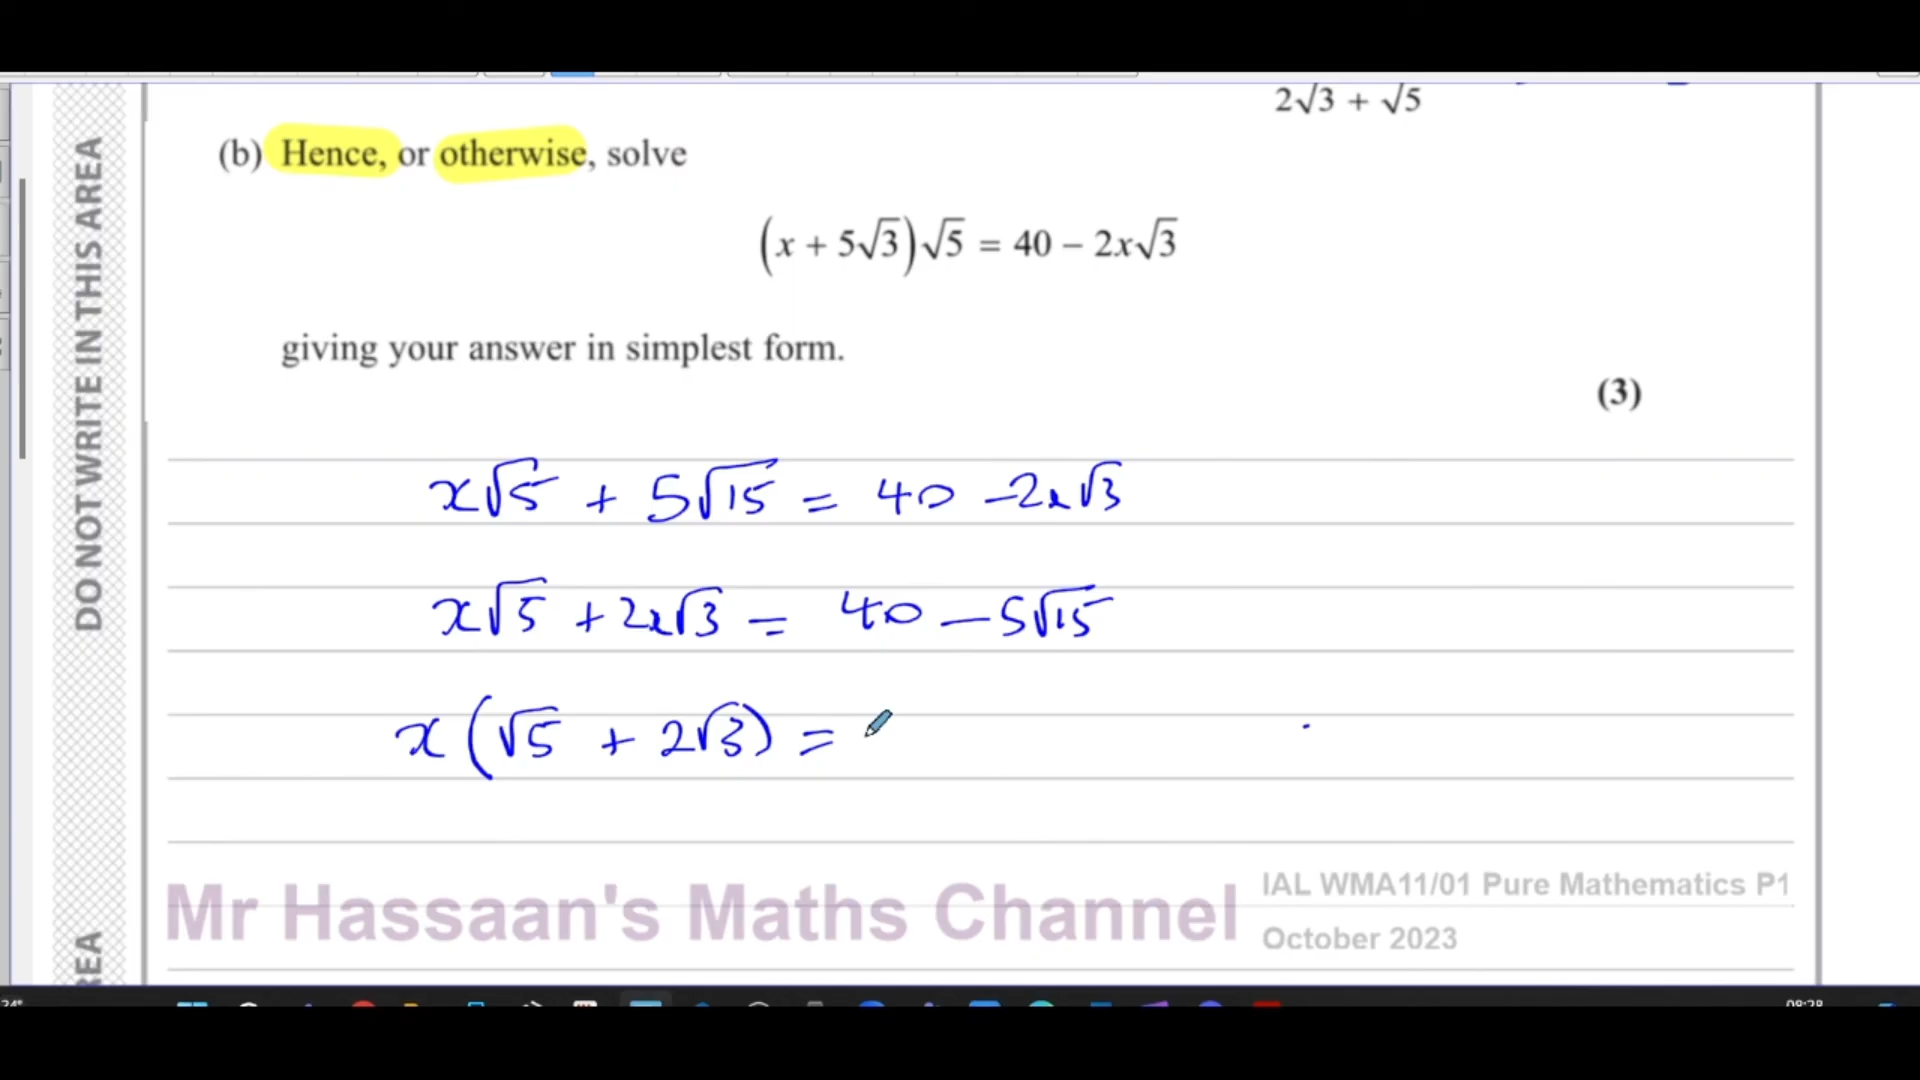 2√3 + √5
(b) Hence, or otherwise, solve
(x + 5√3)√5 = 40 − 2x√3
giving your answer in simplest form.
(3)
x√5 + 5√15 = 40 − 2x√3
x√5 + 2x√3 = 40 − 5√15
x(√5 + 2√3) =
Mr Hassaan's Maths Channel
IAL WMA11/01 Pure Mathematics P1
October 2023
DO NOT WRITE IN THIS AREA